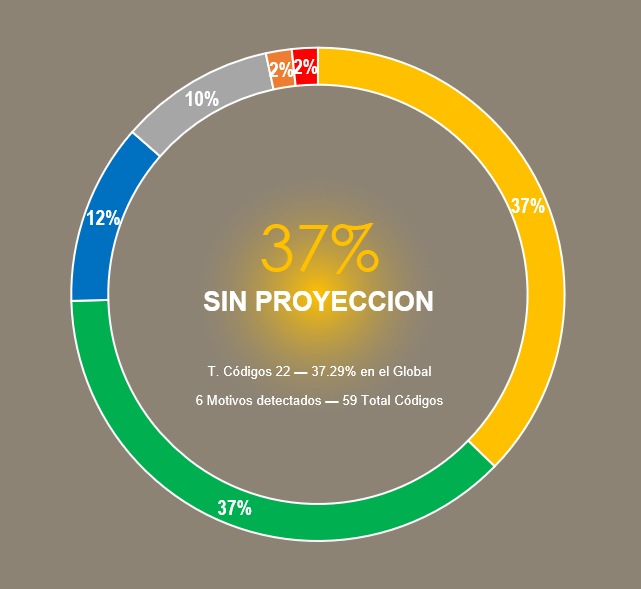 2%
2%
10%
37%
12%
37%
SIN PROYECCION
T. Códigos 22 — 37.29% en el Global
6 Motivos detectados — 59 Total Códigos
37%